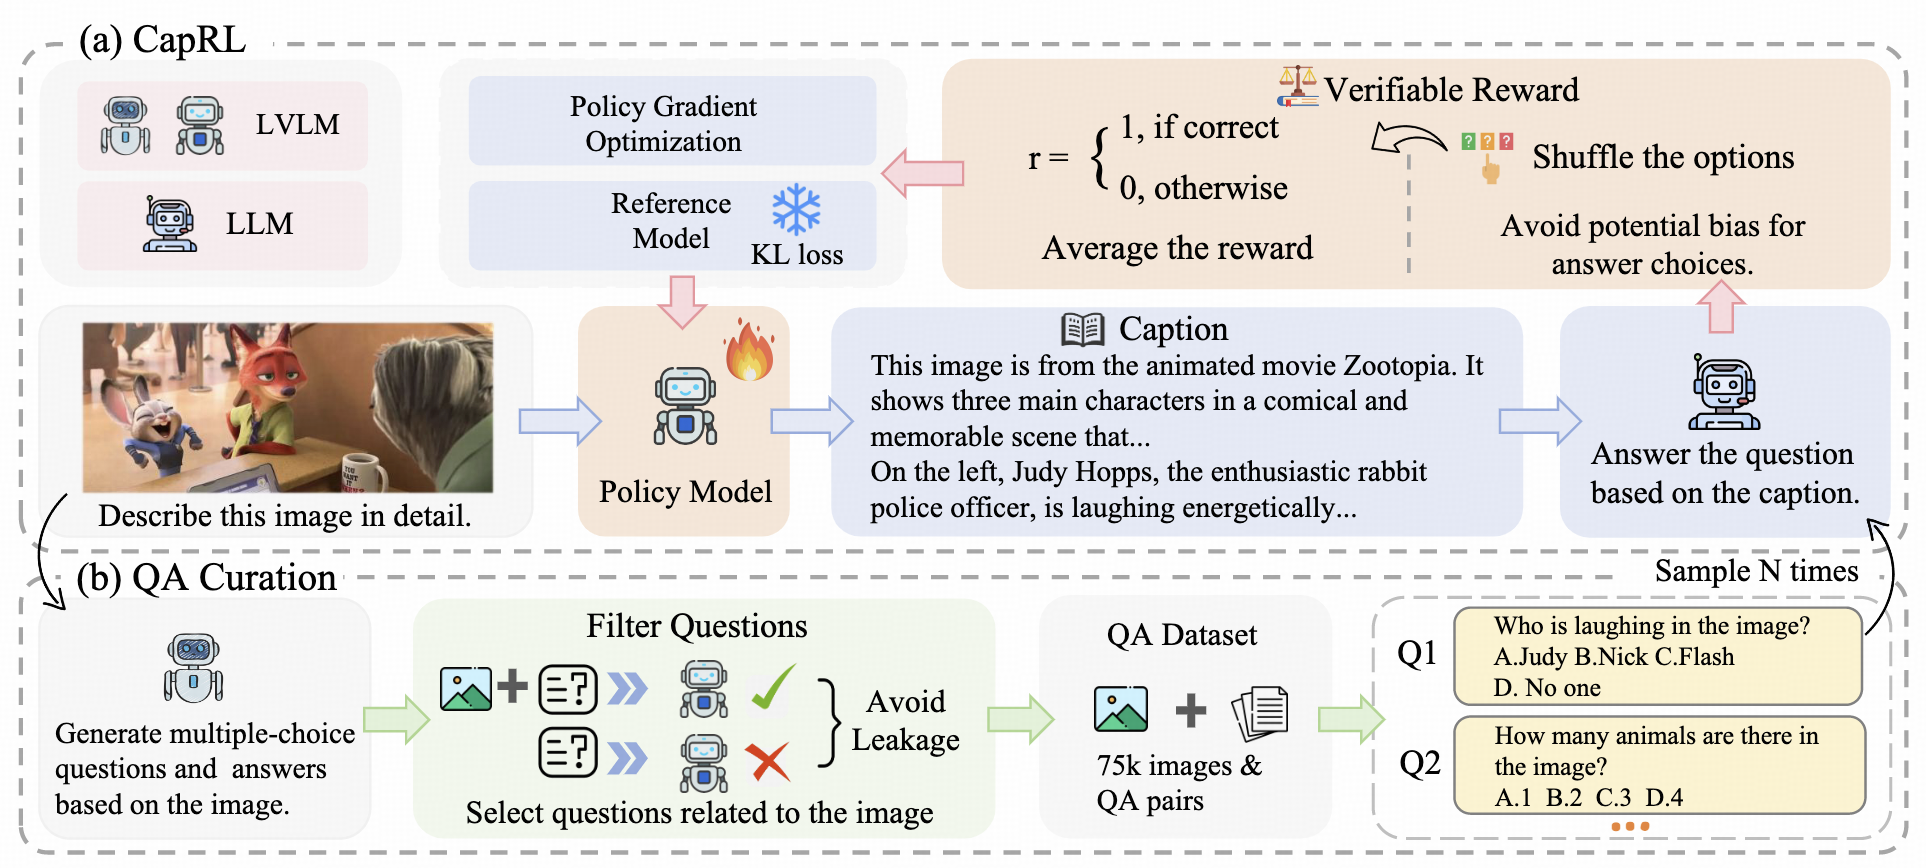 (a) CapRL
LVLM
LLM
Policy Gradient
Optimization
Reference
Model
KL loss
Verifiable Reward
r = { 1, if correct
0, otherwise
Average the reward
Shuffle the options
Avoid potential bias for
answer choices.
Describe this image in detail.
YOU
WANT
IT
Policy Model
Caption
This image is from the animated movie Zootopia. It
shows three main characters in a comical and
memorable scene that...
On the left, Judy Hopps, the enthusiastic rabbit
police officer, is laughing energetically...
Answer the question
based on the caption.
(b) QA Curation
Sample N times
Generate multiple-choice
questions and answers
based on the image.
Filter Questions
+ ?
?
Avoid
Leakage
Select questions related to the image
QA Dataset
+
75k images &
QA pairs
Q1
Who is laughing in the image?
A.Judy B.Nick C.Flash
D. No one
Q2
How many animals are there in
the image?
A.1 B.2 C.3 D.4
...